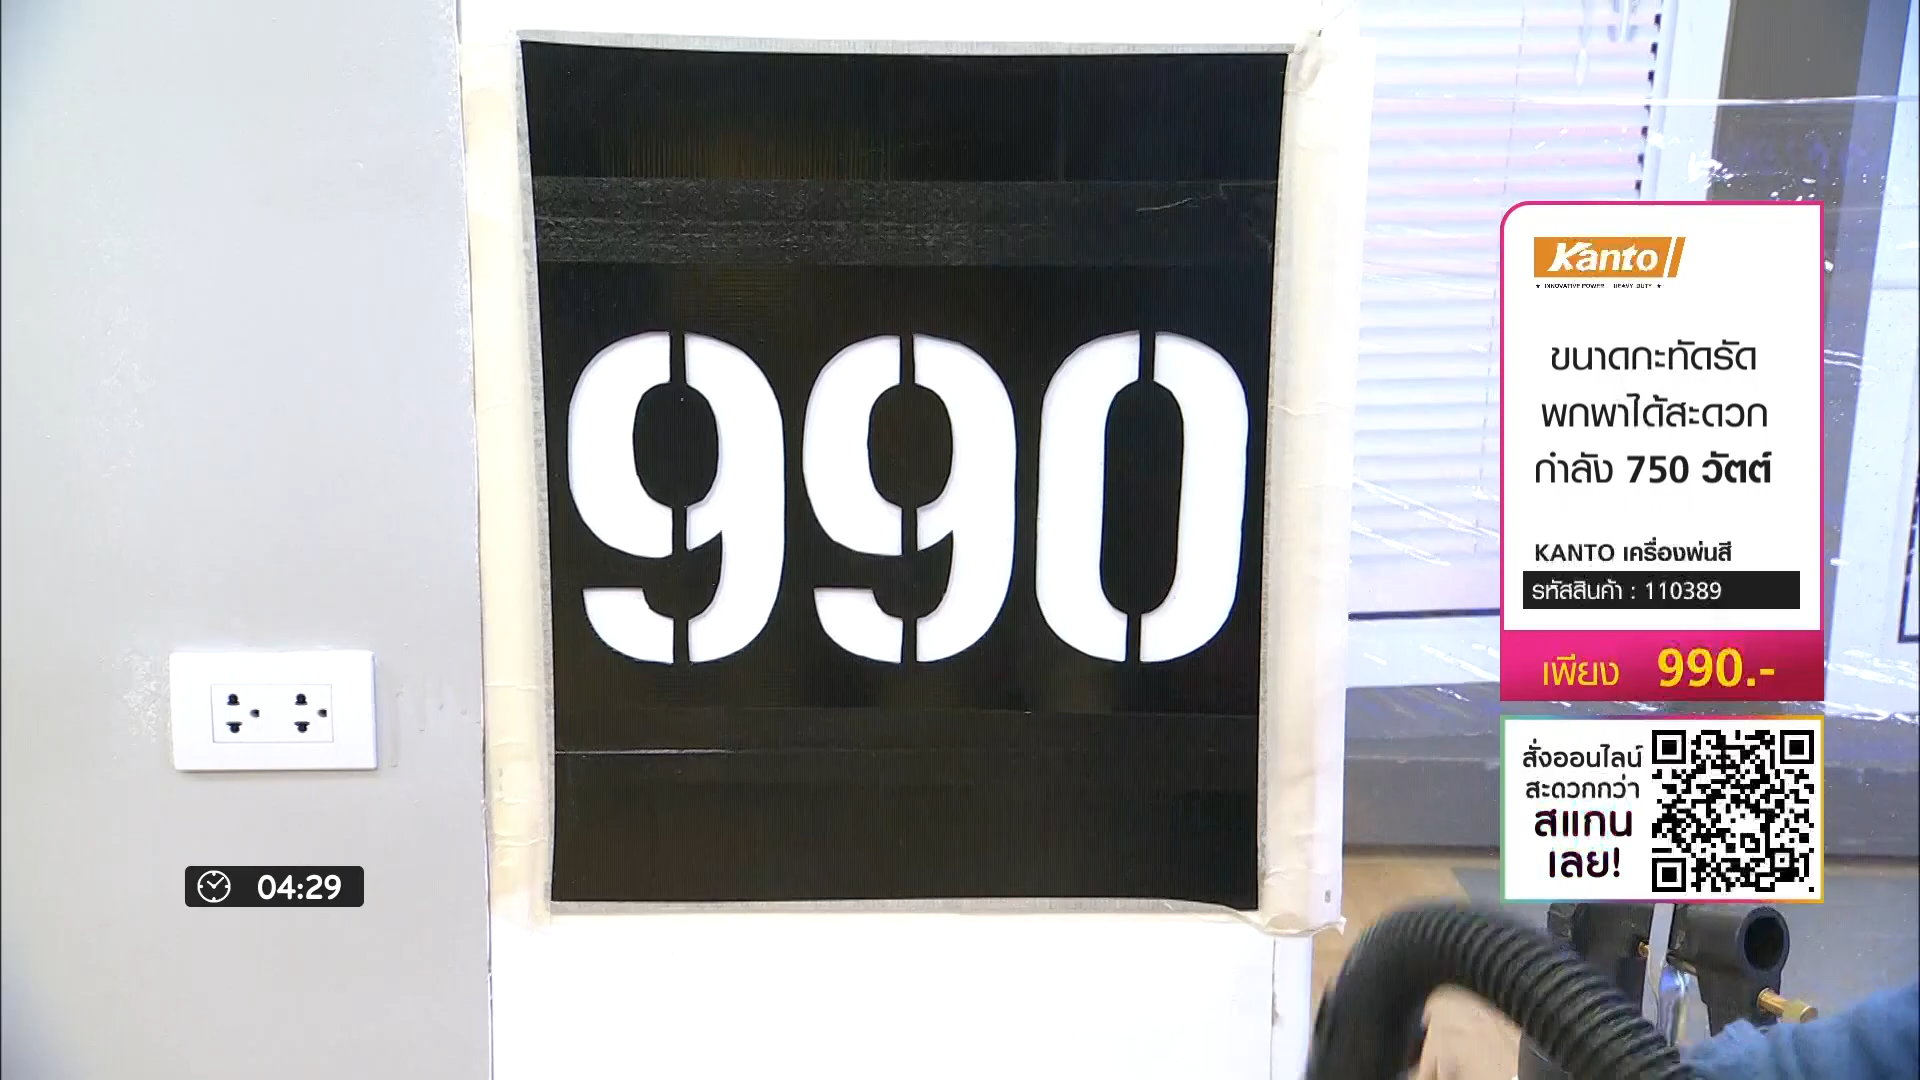 990
Kanto
INNOVATIVE POWER HEAVY DUTY
ขนาดกะทัดรัด
พกพาได้สะดวก
กำลัง 750 วัตต์
KANTO เครื่องพ่นสี
รหัสสินค้า : 110389
เพียง 990.-
สั่งออนไลน์
สะดวกกว่า
สแกน
เลย!
04:29